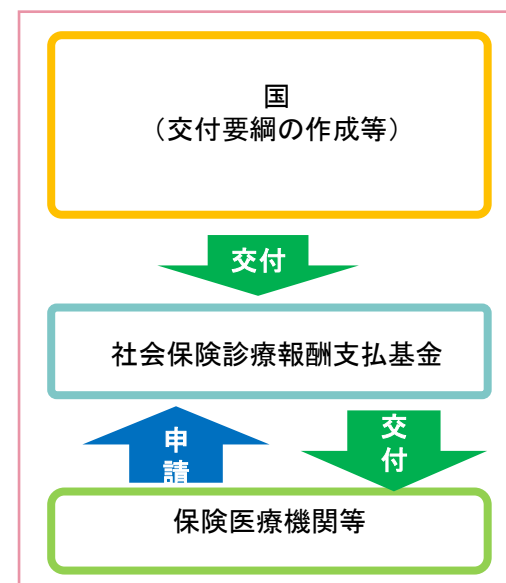 国
（交付要綱の作成等）
交付
社会保険診療報酬支払基金
申
請
交
付
保険医療機関等